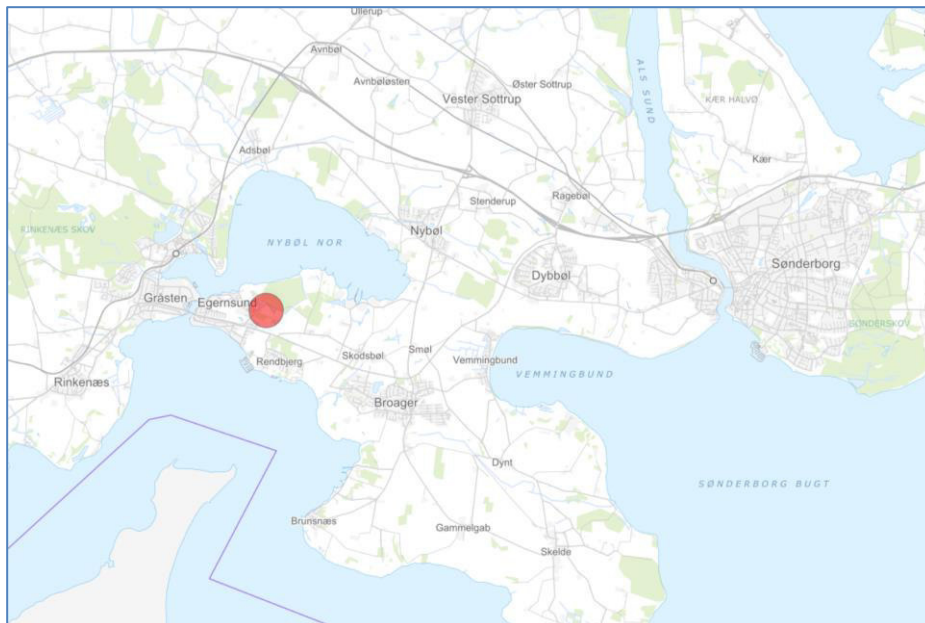 Ullerup
Avnbøl
Avnbøløsten
Øster Sottrup
Vester Sottrup
ALS SUND
KÆR HALVØ
Adsbøl
Kær
Ragebøl
Stenderup
RINKENÆS SKOV
NYBØL NOR
Nybøl
Sønderborg
Dybbøl
Gråsten
Egernsund
SØNDERSKOV
Smøl
Skodsbøl
Vemmingbund
Rendbjerg
VEMMINGBUND
Rinkenæs
Broager
Dynt
SØNDERBORG BUGT
Brunsnæs
Gammelgab
Skelde